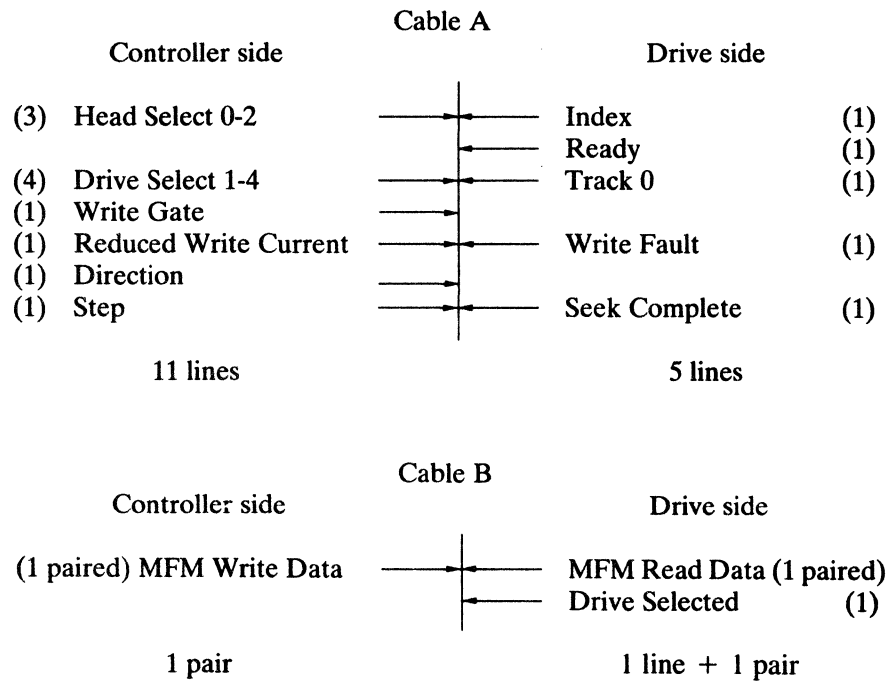 Cable A
Controller side Drive side
(3) Head Select 0-2 Index (1)
Ready (1)
(4) Drive Select 1-4 Track 0 (1)
(1) Write Gate
(1) Reduced Write Current Write Fault (1)
(1) Direction
(1) Step Seek Complete (1)
11 lines 5 lines
Cable B
Controller side Drive side
(1 paired) MFM Write Data MFM Read Data (1 paired)
Drive Selected (1)
1 pair 1 line + 1 pair